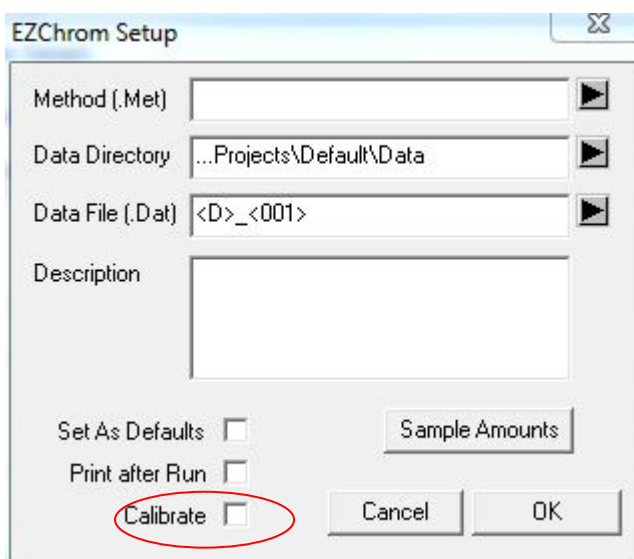 EZChrom Setup
Method (.Met)
Data Directory ...Projects\Default\Data
Data File (.Dat) <D>_<001>
Description
Set As Defaults Sample Amounts
Print after Run
Calibrate Cancel OK